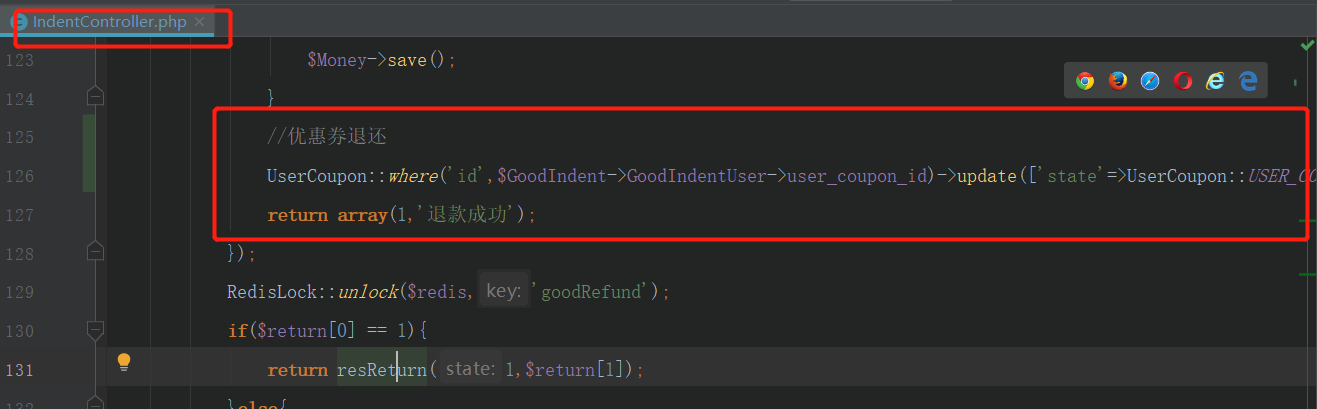 IndentController.php
123 $Money->save();
124 }
125 //优惠券退还
126 UserCoupon::where('id',$GoodIndent->GoodIndentUser->user_coupon_id)->update(['state'=>UserCoupon::USER_CO
127 return array(1,'退款成功');
128 });
129 RedisLock::unlock($redis, key: 'goodRefund');
130 if($return[0] == 1){
131 return resReturn( state: 1,$return[1]);
132 }else{